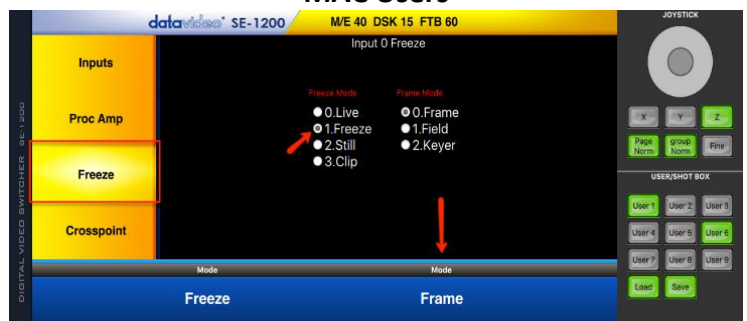 MAC Users
datavideo SE-1200
M/E 40 DSK 15 FTB 60
JOYSTICK
Input 0 Freeze
Inputs
Freeze Mode
Frame Mode
0.Live
0.Frame
Proc Amp
1.Freeze
1.Field
2.Still
2.Keyer
3.Clip
X
Y
Z
Page Norm
group Norm
Fine
Freeze
USER/SHOT BOX
User 1
User 2
User 3
Crosspoint
User 4
User 5
User 6
User 7
User 8
User 9
Mode
Mode
Freeze
Frame
Load
Save
DIGITAL VIDEO SWITCHER SE-1200